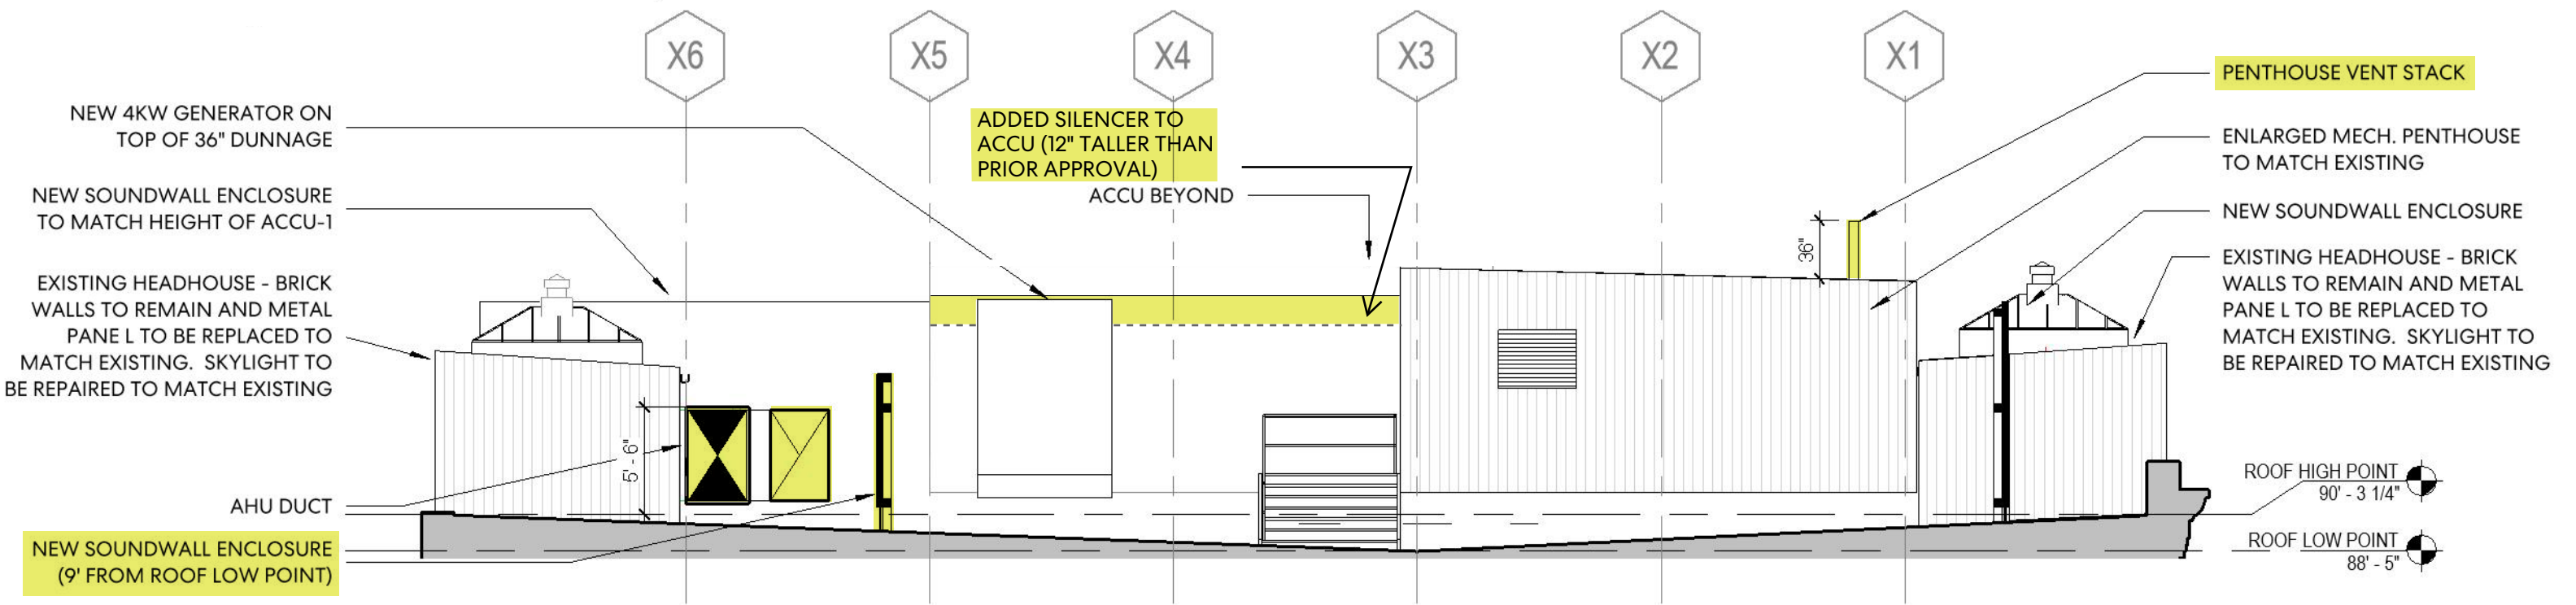 X6
X5
X4
X3
X2
X1
NEW 4KW GENERATOR ON
TOP OF 36" DUNNAGE
NEW SOUNDWALL ENCLOSURE
TO MATCH HEIGHT OF ACCU-1
EXISTING HEADHOUSE - BRICK
WALLS TO REMAIN AND METAL
PANE L TO BE REPLACED TO
MATCH EXISTING. SKYLIGHT TO
BE REPAIRED TO MATCH EXISTING
AHU DUCT
NEW SOUNDWALL ENCLOSURE
(9' FROM ROOF LOW POINT)
5' - 6"
ADDED SILENCER TO
ACCU (12" TALLER THAN
PRIOR APPROVAL)
ACCU BEYOND
36"
PENTHOUSE VENT STACK
ENLARGED MECH. PENTHOUSE
TO MATCH EXISTING
NEW SOUNDWALL ENCLOSURE
EXISTING HEADHOUSE - BRICK
WALLS TO REMAIN AND METAL
PANE L TO BE REPLACED TO
MATCH EXISTING. SKYLIGHT TO
BE REPAIRED TO MATCH EXISTING
ROOF HIGH POINT
90' - 3 1/4"
ROOF LOW POINT
88' - 5"